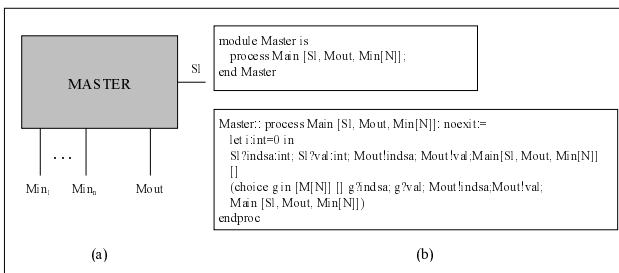 MASTER
Sl
Min₁ ... Minₙ Mout
(a)
module Master is
process Main [Sl, Mout, Min[N]];
end Master
Master:: process Main [Sl, Mout, Min[N]]: noexit:=
let i:int=0 in
Sl?indsa:int; Sl?val:int; Mout!indsa; Mout!val;Main[Sl, Mout, Min[N]]
[]
(choice g in [M[N]] [] g?indsa; g?val; Mout!indsa;Mout!val;
Main [Sl, Mout, Min[N]])
endproc
(b)